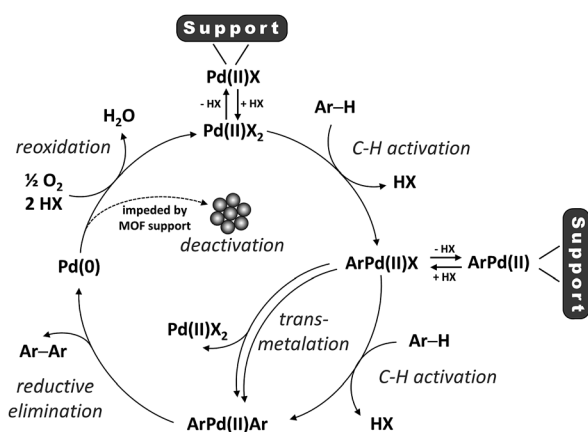 Support
Pd(II)X
- HX
+ HX
Pd(II)X₂
H₂O
reoxidation
½ O₂
2 HX
Ar–H
C-H activation
HX
impeded by
MOF support
deactivation
Pd(0)
ArPd(II)X
- HX
+ HX
ArPd(II)
Support
Pd(II)X₂
trans-
metalation
Ar–H
C-H activation
HX
Ar–Ar
reductive
elimination
ArPd(II)Ar